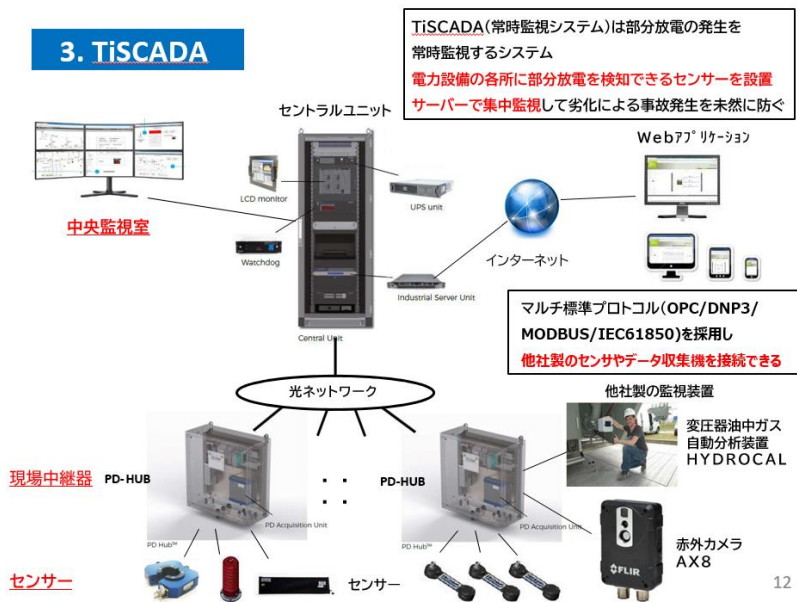 3. TiSCADA
TiSCADA(常時監視システム)は部分放電の発生を
常時監視するシステム
電力設備の各所に部分放電を検知できるセンサーを設置
サーバーで集中監視して劣化による事故発生を未然に防ぐ
セントラルユニット
Webアプリケーション
LCD monitor
UPS unit
中央監視室
Watchdog
インターネット
Industrial Server Unit
マルチ標準プロトコル(OPC/DNP3/
MODBUS/IEC61850)を採用し
他社製のセンサやデータ収集機を接続できる
Central Unit
光ネットワーク
他社製の監視装置
変圧器油中ガス
自動分析装置
HYDROCAL
現場中継器
PD-HUB
PD-HUB
PD Acquisition Unit
PD Acquisition Unit
PD Hub™
PD Hub™
赤外カメラ
AX8
FLIR
センサー
センサー
12